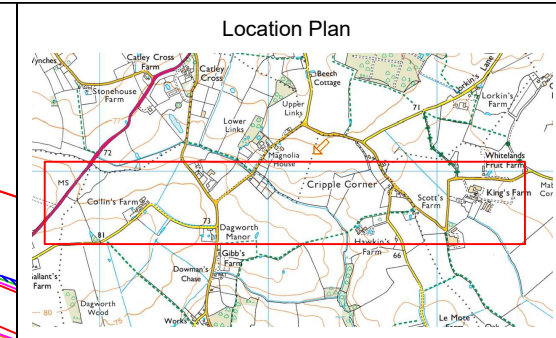 Location Plan
Catley Cross
Farm
Catley
Cross
Beech
Cottage
Lorkin's Lane
Stonehouse
Farm
Upper
Links
71
Lorkin's
Farm
77
Lower
Links
72
Magnolia
House
Whitelands
Fruit Farm
MS
Cripple Corner
Scott's
Farm
King's Farm
Collin's Farm
73
Dagworth
Manor
81
Hawkin's
Farm
66
Gibb's
Farm
Dowman's
Chase
Farm
Dagworth
Wood
80
75
Works
Le Mote